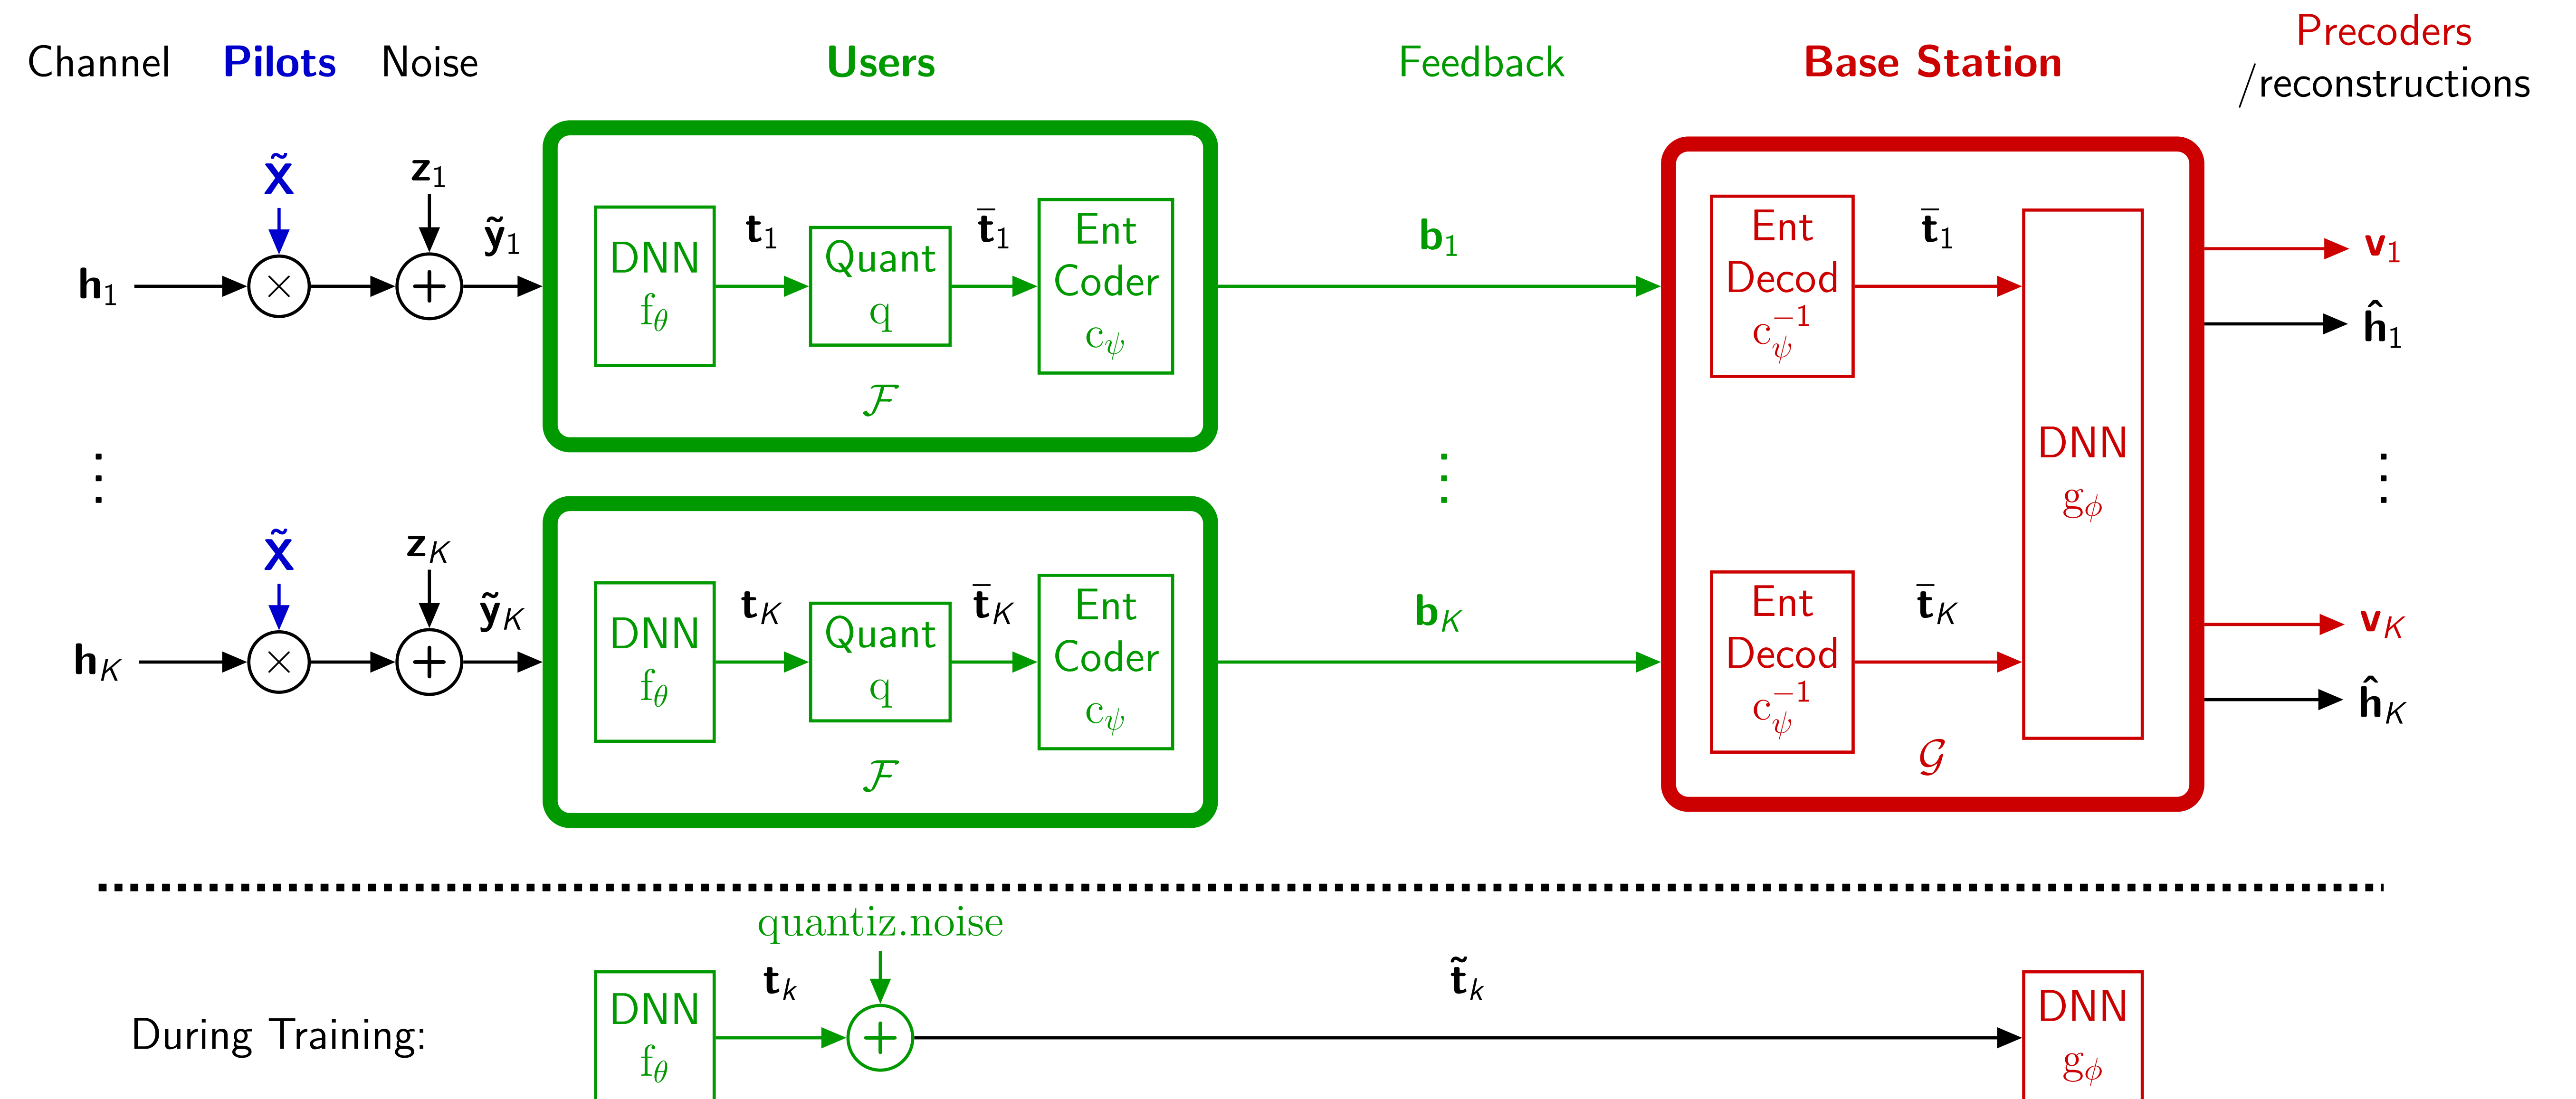 Channel Pilots Noise Users Feedback Base Station Precoders
/reconstructions
X̃ z₁ ỹ₁
h₁ × +
DNN
f_θ
t₁
Quant
q
t̄₁
Ent
Coder
c_ψ
ℱ
b₁
Ent
Decod
c_ψ⁻¹
t̄₁
DNN
g_ϕ
v₁
ĥ₁
⋮ ⋮ ⋮
X̃ z_K ỹ_K
h_K × +
DNN
f_θ
t_K
Quant
q
t̄_K
Ent
Coder
c_ψ
ℱ
b_K
Ent
Decod
c_ψ⁻¹
t̄_K
𝒢
v_K
ĥ_K
quantiz.noise
During Training:
DNN
f_θ
t_k
+
t̃_k
DNN
g_ϕ